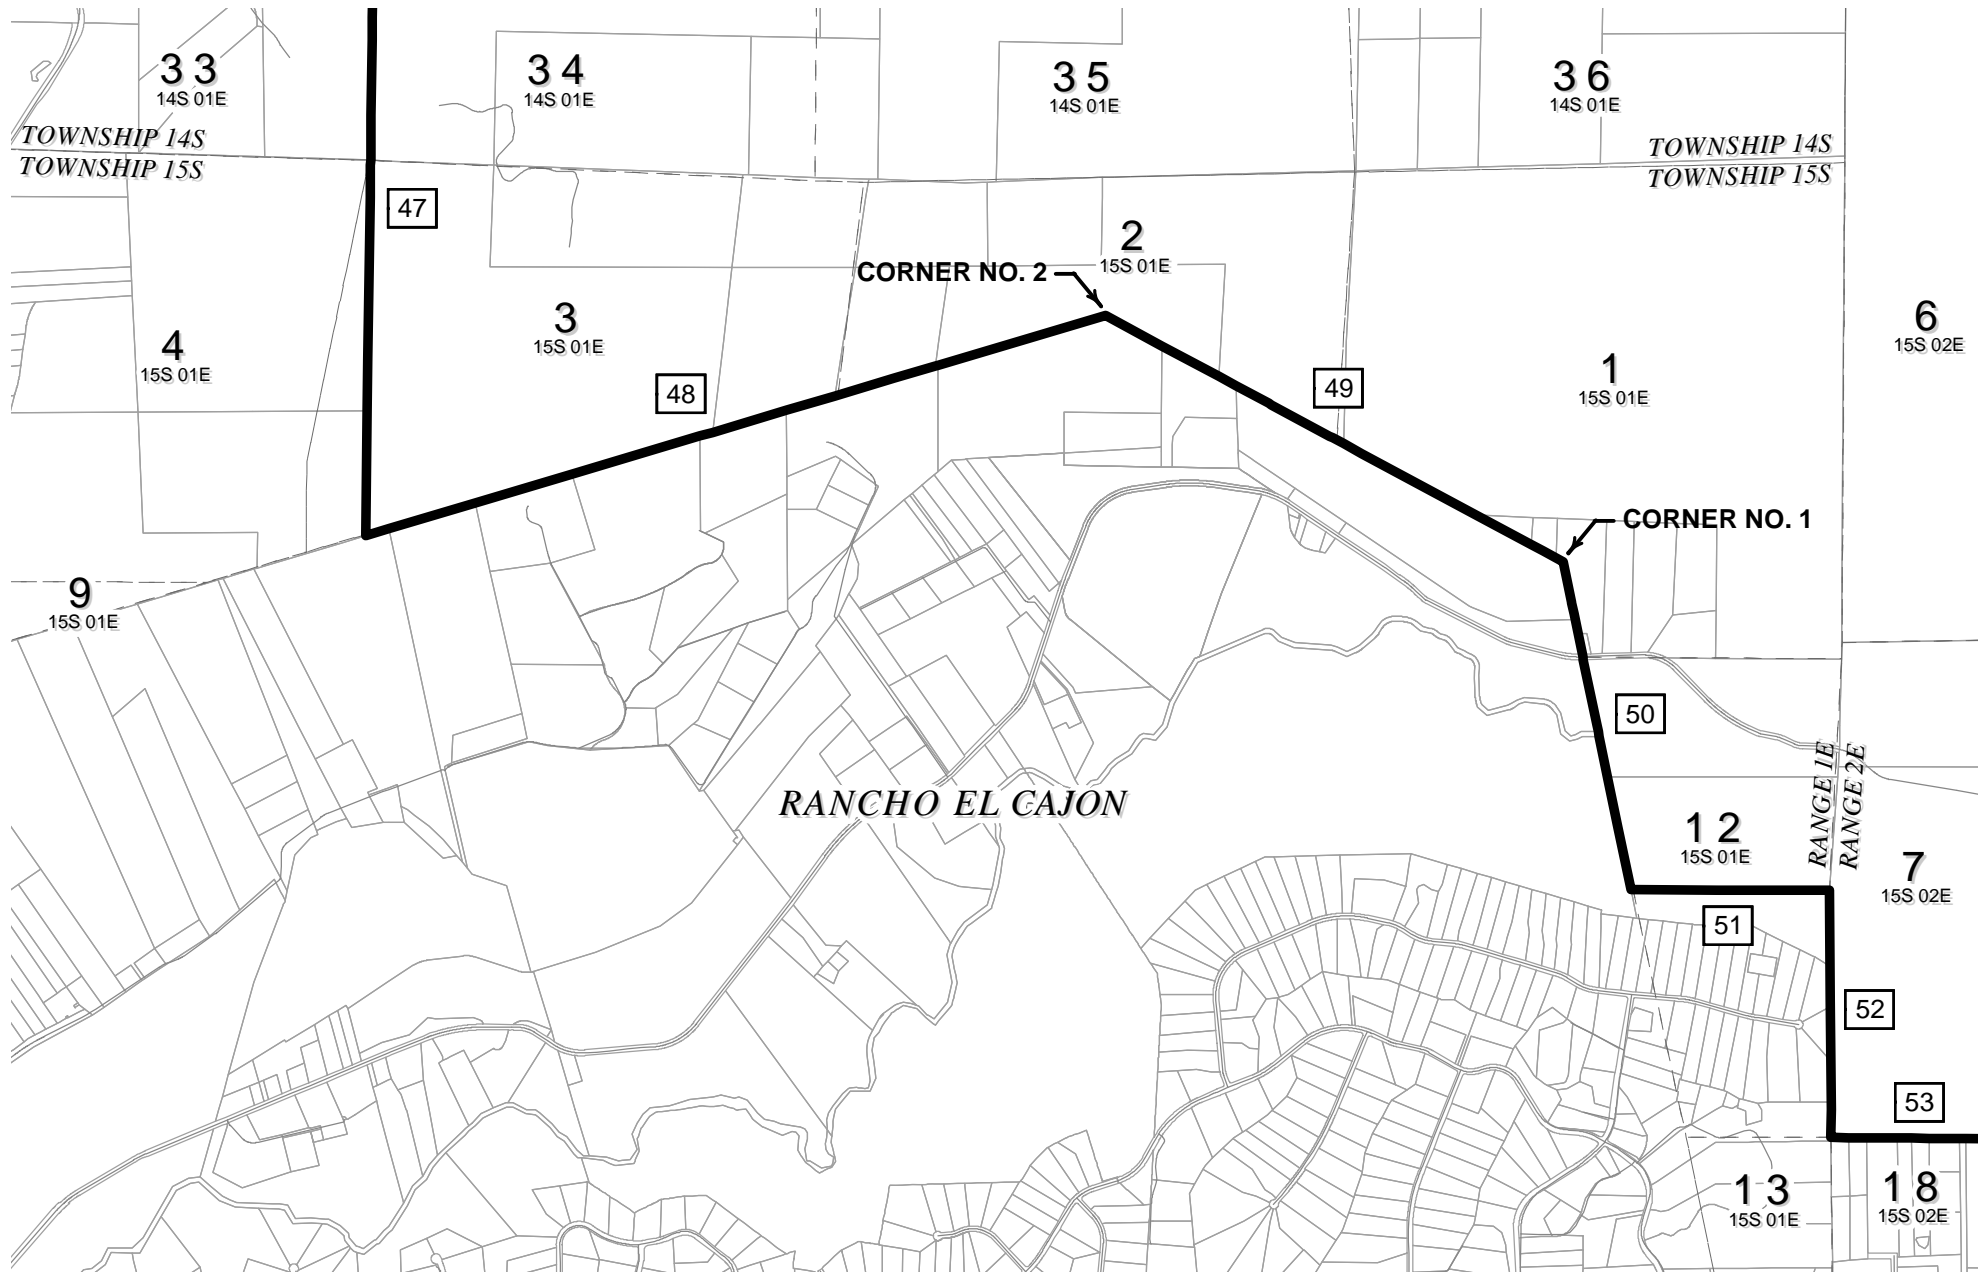 3 3
14S 01E
3 4
14S 01E
3 5
14S 01E
3 6
14S 01E
TOWNSHIP 14S
TOWNSHIP 15S
TOWNSHIP 14S
TOWNSHIP 15S
47
2
15S 01E
CORNER NO. 2
3
15S 01E
6
15S 02E
4
15S 01E
48
49
1
15S 01E
CORNER NO. 1
9
15S 01E
50
RANCHO EL CAJON
RANGE 1E
RANGE 2E
1 2
15S 01E
7
15S 02E
51
52
53
1 3
15S 01E
1 8
15S 02E